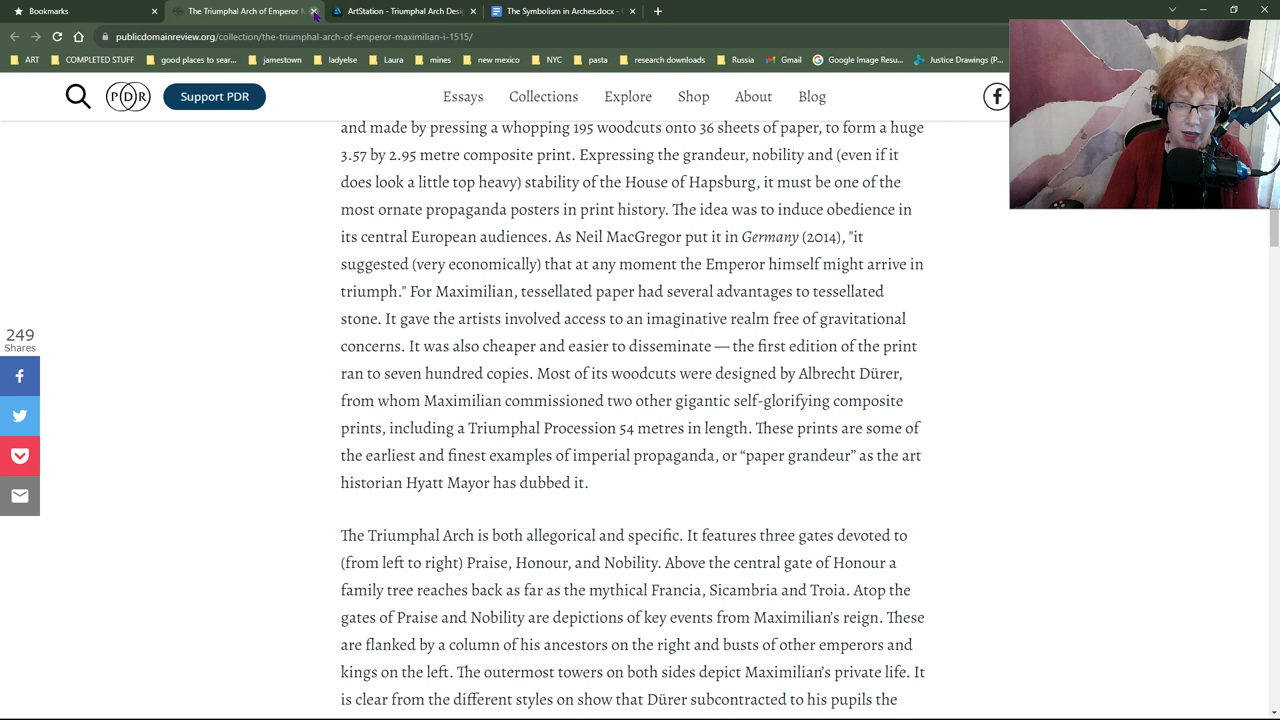 Bookmarks
The Triumphal Arch of Emperor
ArtStation - Triumphal Arch Desi
The Symbolism in Arches.docx -
publicdomainreview.org/collection/the-triumphal-arch-of-emperor-maximilian-i-1515/
ART
COMPLETED STUFF
good places to sear...
jamestown
ladyelse
Laura
mines
new mexico
NYC
pasta
research downloads
Russia
Gmail
Google Image Resu...
Justice Drawings (P...
PDR
Support PDR
Essays
Collections
Explore
Shop
About
Blog
and made by pressing a whopping 195 woodcuts onto 36 sheets of paper, to form a huge
3.57 by 2.95 metre composite print. Expressing the grandeur, nobility and (even if it
does look a little top heavy) stability of the House of Hapsburg, it must be one of the
most ornate propaganda posters in print history. The idea was to induce obedience in
its central European audiences. As Neil MacGregor put it in Germany (2014), "it
suggested (very economically) that at any moment the Emperor himself might arrive in
triumph." For Maximilian, tessellated paper had several advantages to tessellated
stone. It gave the artists involved access to an imaginative realm free of gravitational
concerns. It was also cheaper and easier to disseminate — the first edition of the print
ran to seven hundred copies. Most of its woodcuts were designed by Albrecht Dürer,
from whom Maximilian commissioned two other gigantic self-glorifying composite
prints, including a Triumphal Procession 54 metres in length. These prints are some of
the earliest and finest examples of imperial propaganda, or “paper grandeur” as the art
historian Hyatt Mayor has dubbed it.
249
Shares
The Triumphal Arch is both allegorical and specific. It features three gates devoted to
(from left to right) Praise, Honour, and Nobility. Above the central gate of Honour a
family tree reaches back as far as the mythical Francia, Sicambria and Troia. Atop the
gates of Praise and Nobility are depictions of key events from Maximilian’s reign. These
are flanked by a column of his ancestors on the right and busts of other emperors and
kings on the left. The outermost towers on both sides depict Maximilian’s private life. It
is clear from the different styles on show that Dürer subcontracted to his pupils the